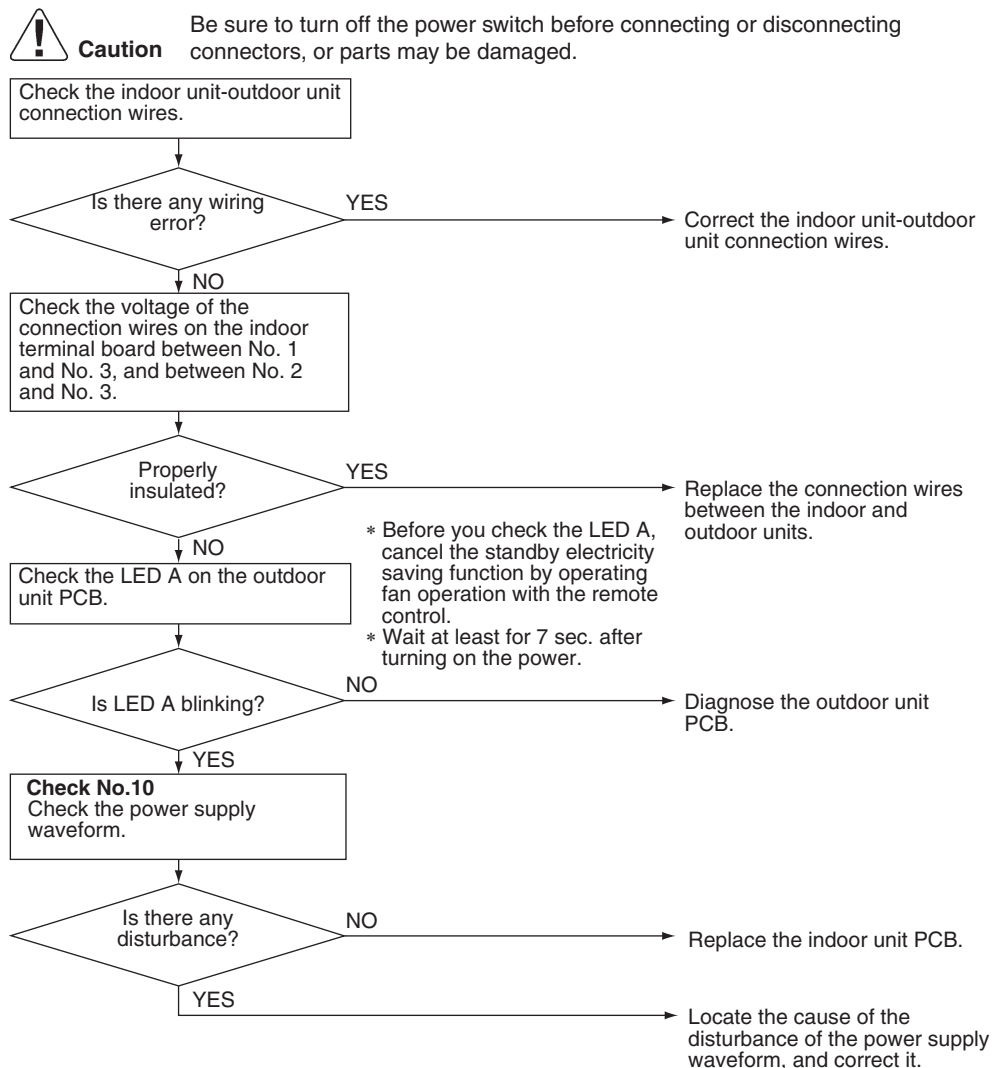 Be sure to turn off the power switch before connecting or disconnecting
Caution connectors, or parts may be damaged.
Check the indoor unit-outdoor unit
connection wires.
Is there any wiring
error?
YES
Correct the indoor unit-outdoor
unit connection wires.
NO
Check the voltage of the
connection wires on the indoor
terminal board between No. 1
and No. 3, and between No. 2
and No. 3.
Properly
insulated?
YES
Replace the connection wires
between the indoor and
outdoor units.
NO
∗ Before you check the LED A,
cancel the standby electricity
saving function by operating
fan operation with the remote
control.
∗ Wait at least for 7 sec. after
turning on the power.
Check the LED A on the outdoor
unit PCB.
Is LED A blinking?
NO
Diagnose the outdoor unit
PCB.
YES
Check No.10
Check the power supply
waveform.
Is there any
disturbance?
NO
Replace the indoor unit PCB.
YES
Locate the cause of the
disturbance of the power supply
waveform, and correct it.